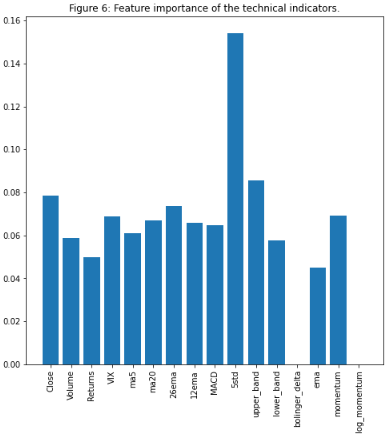 Figure 6: Feature importance of the technical indicators.
0.16
0.14
0.12
0.10
0.08
0.06
0.04
0.02
0.00
Close
Volume
Returns
VIX
ma5
ma20
26ema
12ema
MACD
5std
upper_band
lower_band
bolinger_delta
ema
momentum
log_momentum